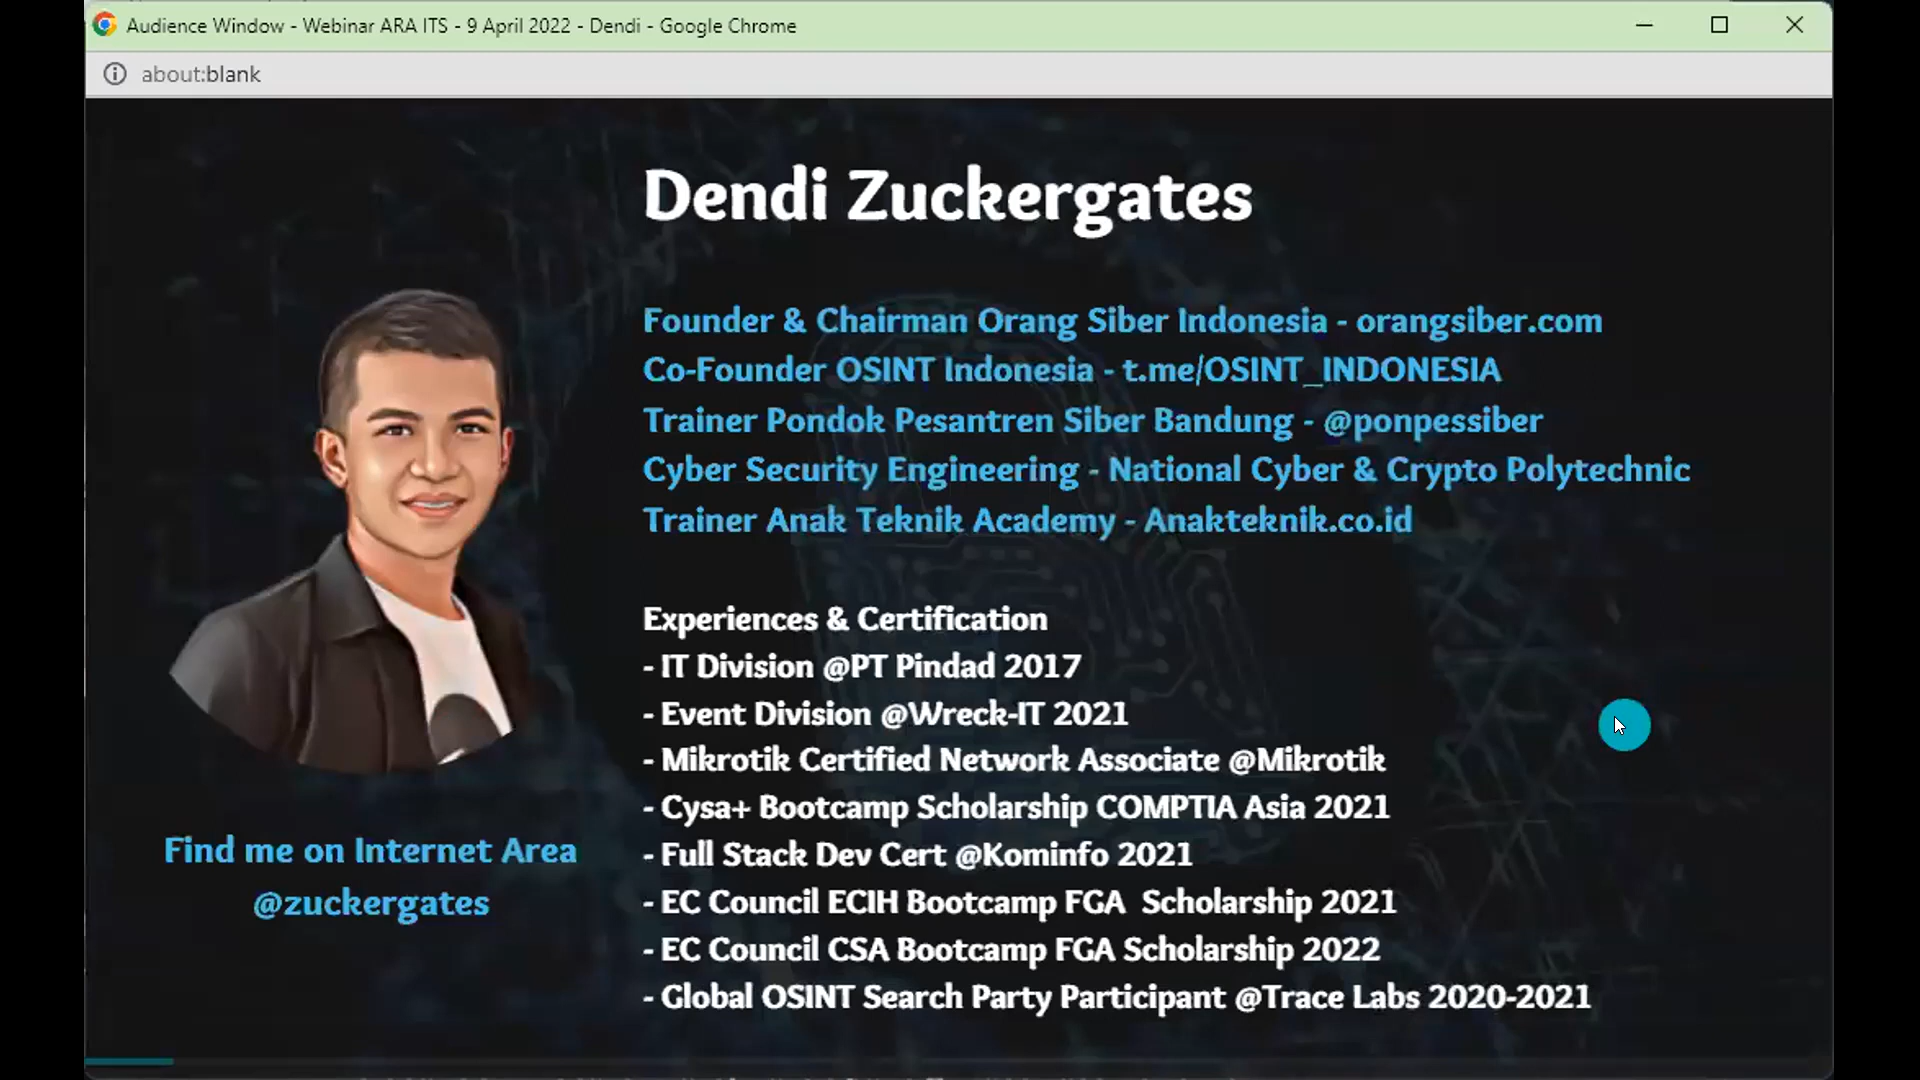 Audience Window - Webinar ARA ITS - 9 April 2022 - Dendi - Google Chrome
about:blank
Dendi Zuckergates
Founder & Chairman Orang Siber Indonesia - orangsiber.com
Co-Founder OSINT Indonesia - t.me/OSINT_INDONESIA
Trainer Pondok Pesantren Siber Bandung - @ponpessiber
Cyber Security Engineering - National Cyber & Crypto Polytechnic
Trainer Anak Teknik Academy - Anakteknik.co.id
Experiences & Certification
- IT Division @PT Pindad 2017
- Event Division @Wreck-IT 2021
- Mikrotik Certified Network Associate @Mikrotik
- Cysa+ Bootcamp Scholarship COMPTIA Asia 2021
- Full Stack Dev Cert @Kominfo 2021
- EC Council ECIH Bootcamp FGA  Scholarship 2021
- EC Council CSA Bootcamp FGA Scholarship 2022
- Global OSINT Search Party Participant @Trace Labs 2020-2021
Find me on Internet Area
@zuckergates